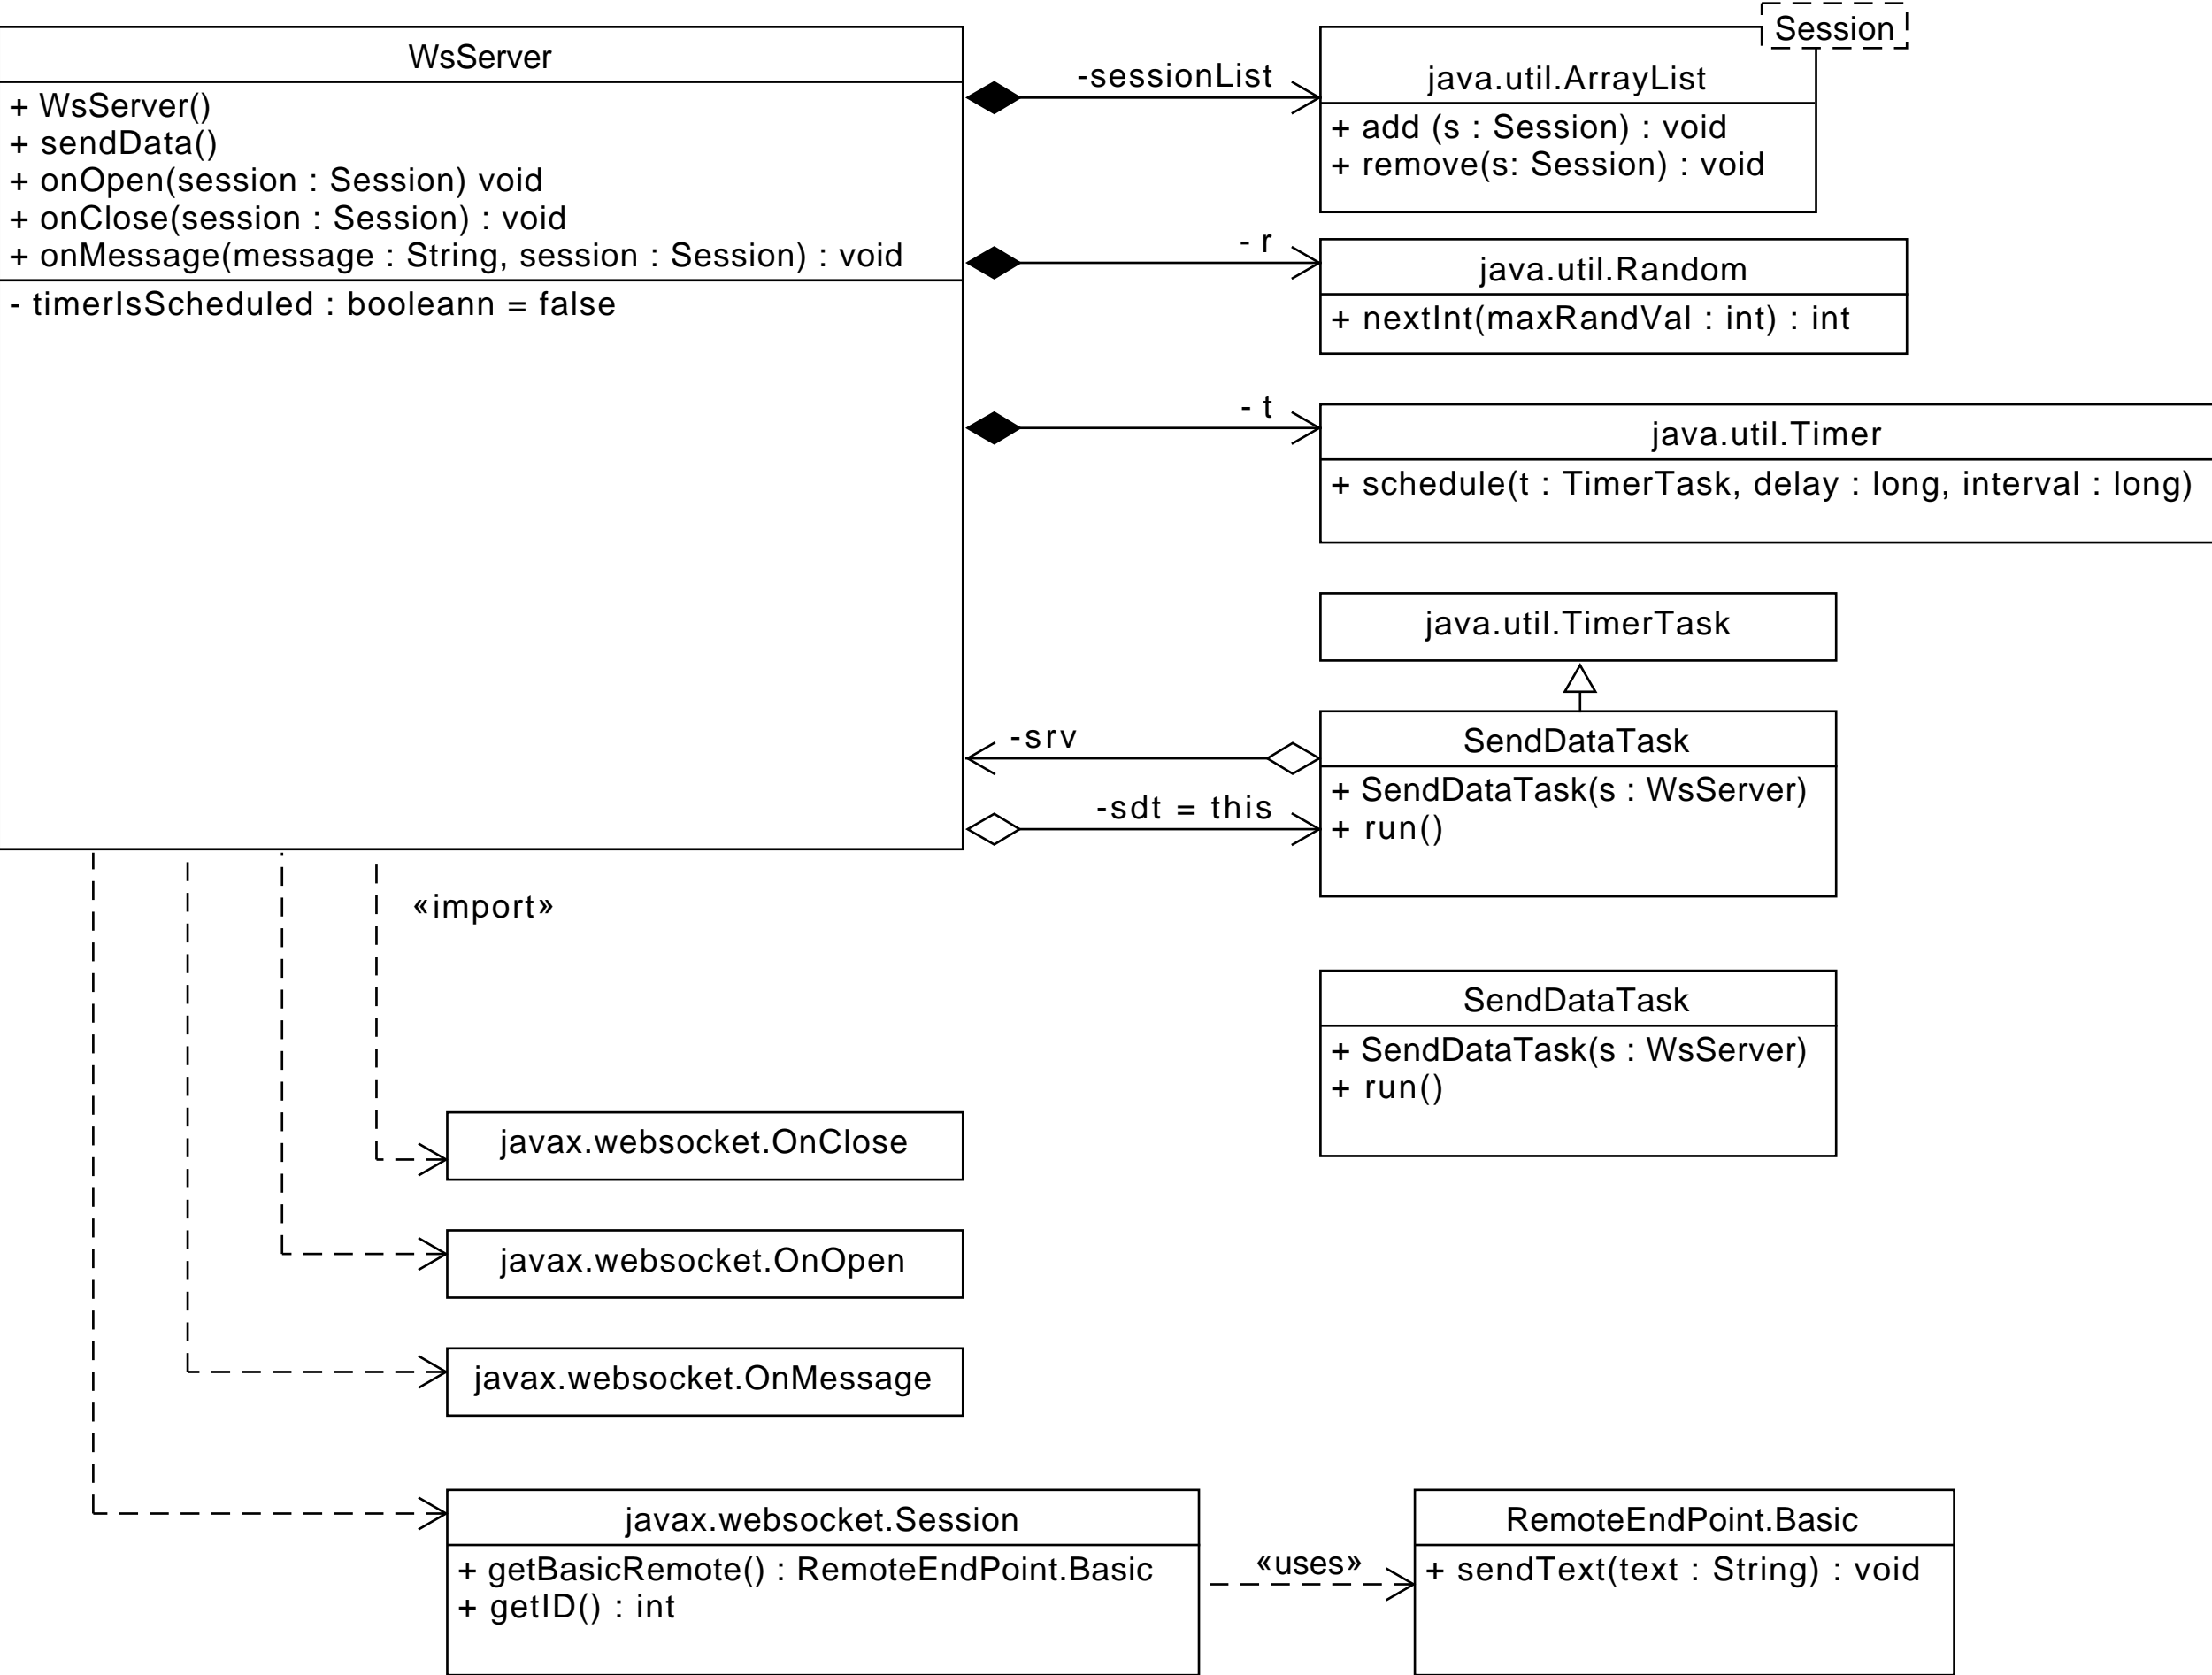 WsServer
+ WsServer()
+ sendData()
+ onOpen(session : Session) void
+ onClose(session : Session) : void
+ onMessage(message : String, session : Session) : void
- timerIsScheduled : booleann = false
-sessionList
Session
java.util.ArrayList
+ add (s : Session) : void
+ remove(s: Session) : void
- r
java.util.Random
+ nextInt(maxRandVal : int) : int
- t
java.util.Timer
+ schedule(t : TimerTask, delay : long, interval : long)
java.util.TimerTask
-srv
-sdt = this
SendDataTask
+ SendDataTask(s : WsServer)
+ run()
«import»
SendDataTask
+ SendDataTask(s : WsServer)
+ run()
javax.websocket.OnClose
javax.websocket.OnOpen
javax.websocket.OnMessage
javax.websocket.Session
+ getBasicRemote() : RemoteEndPoint.Basic
+ getID() : int
«uses»
RemoteEndPoint.Basic
+ sendText(text : String) : void